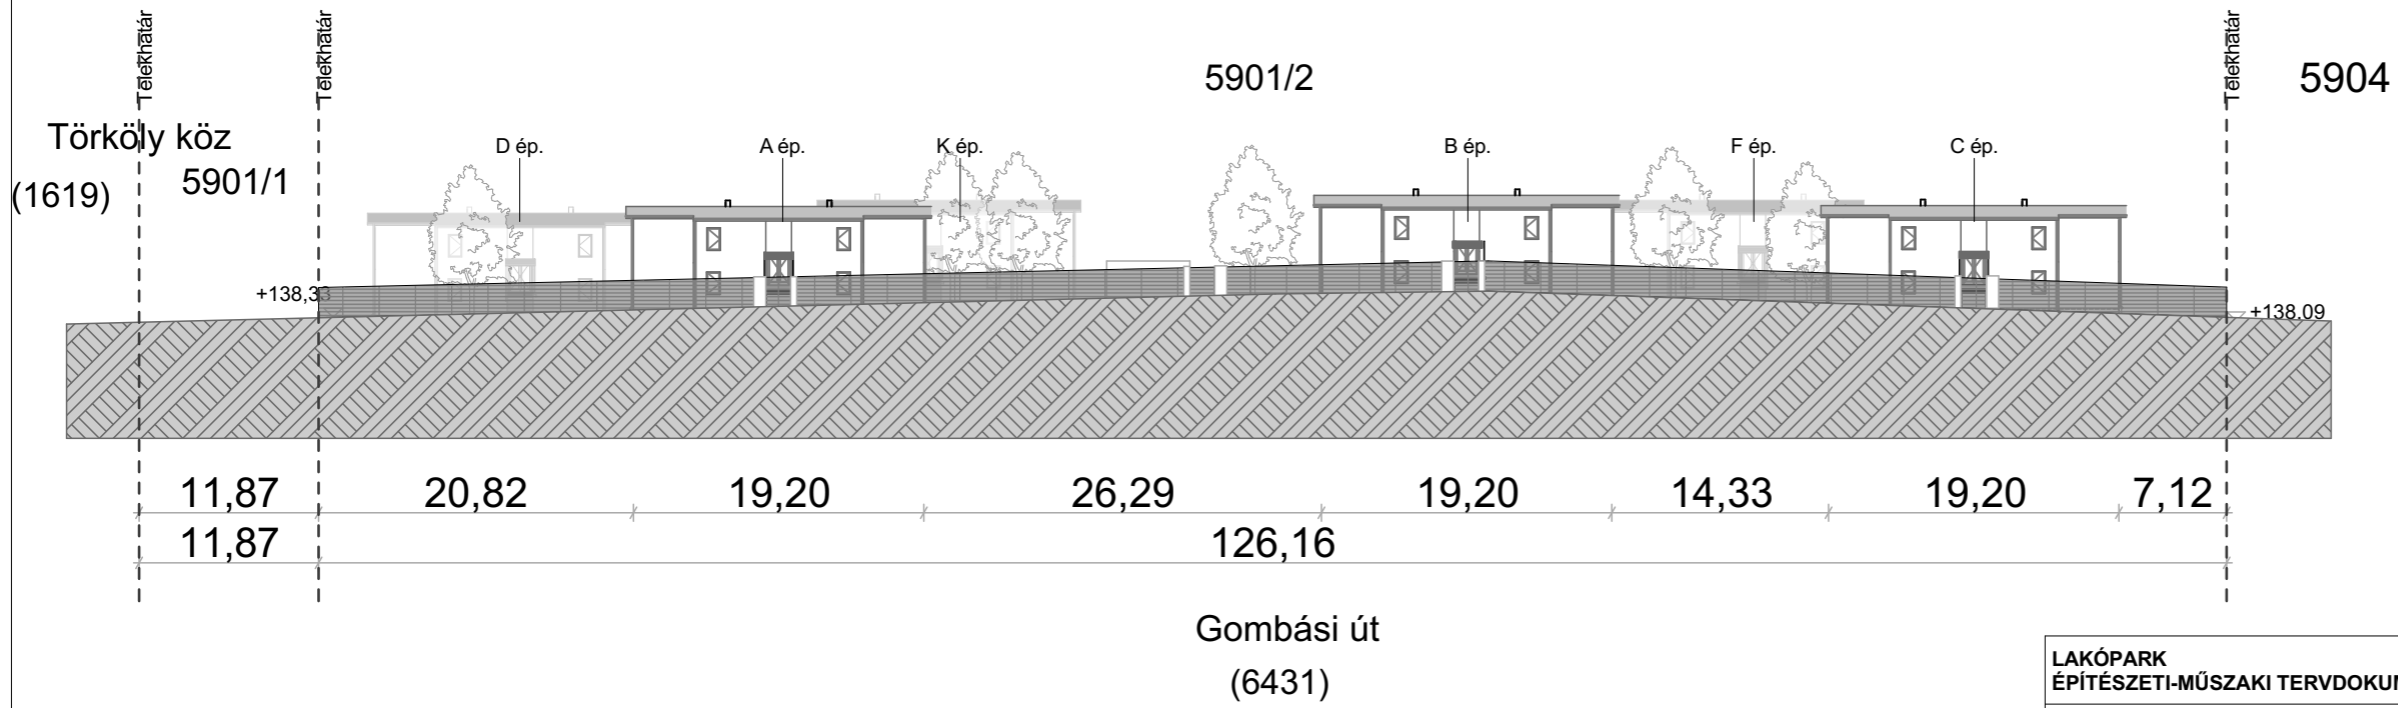 Telekhatár
Telekhatár
Telekhatár
5901/2
5904
Törköly köz
(1619)
5901/1
D ép.
A ép.
K ép.
B ép.
F ép.
C ép.
+138,33
+138,09
11,87
20,82
19,20
26,29
19,20
14,33
19,20
7,12
11,87
126,16
Gombási út
(6431)
LAKÓPARK
ÉPÍTÉSZETI-MŰSZAKI